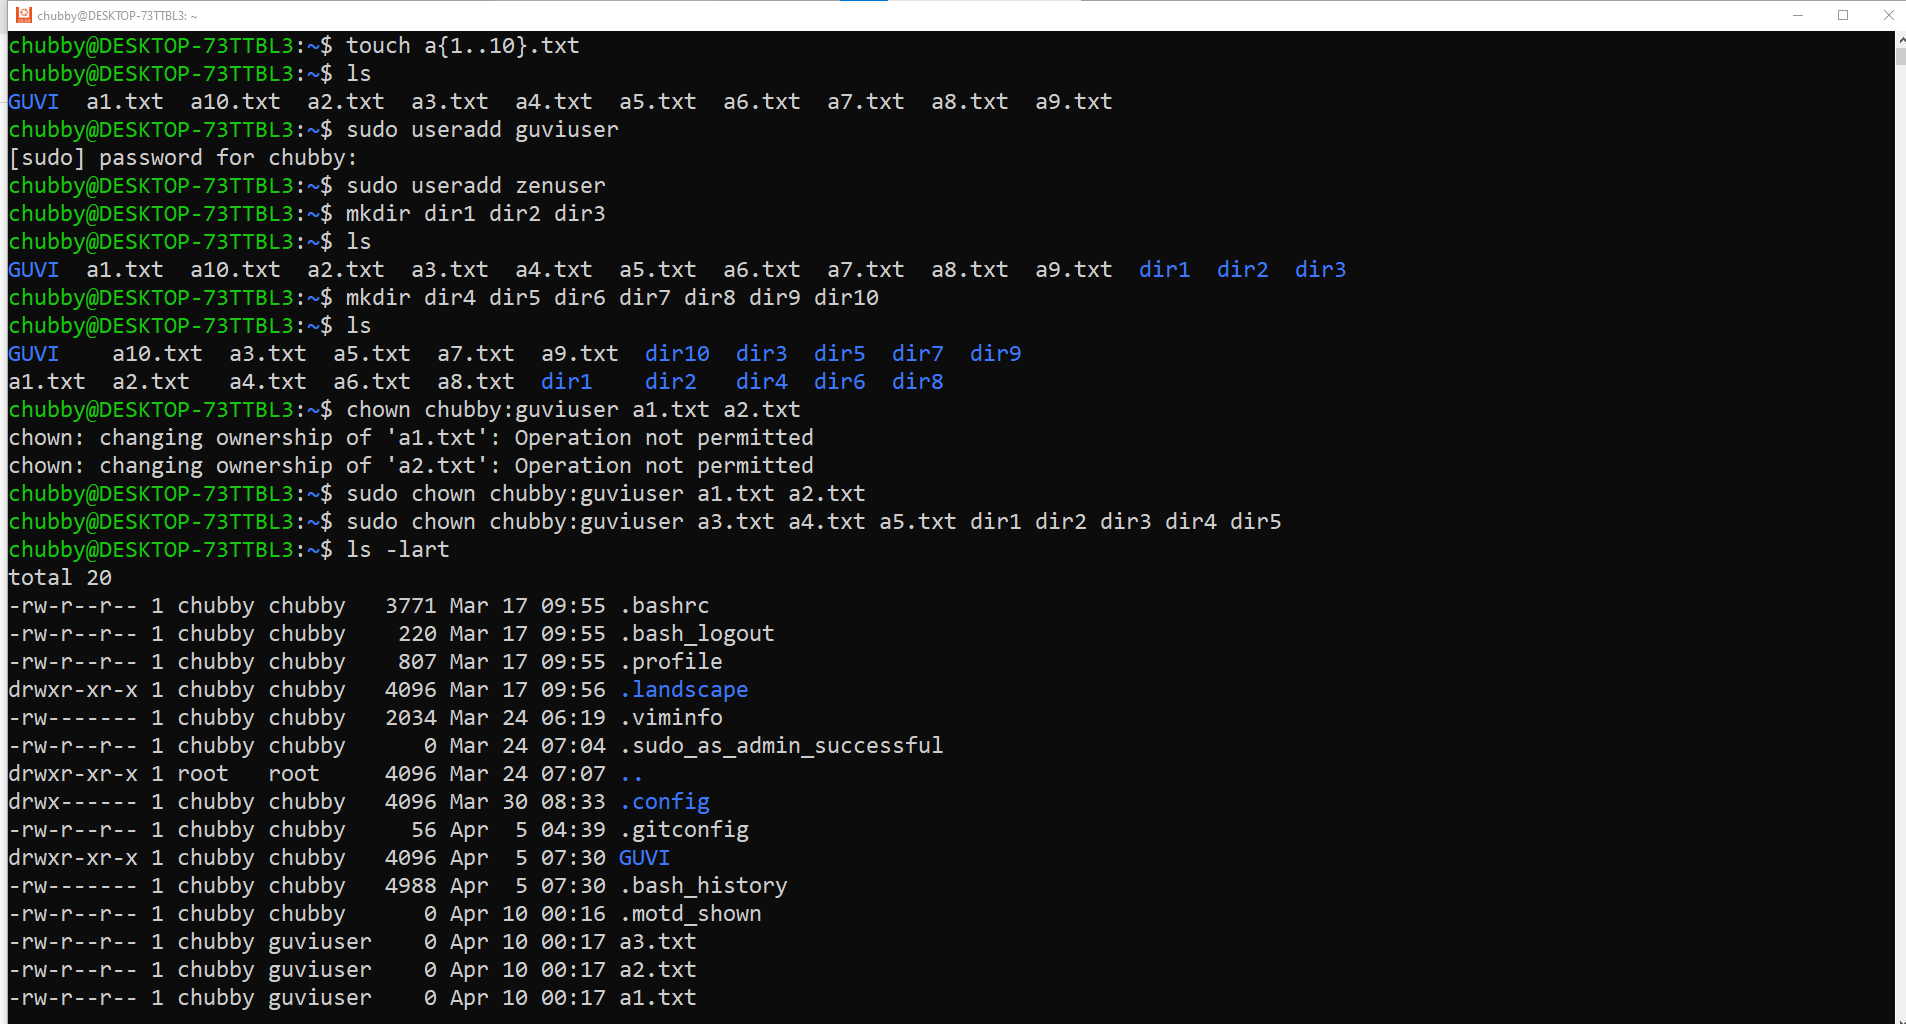 chubby@DESKTOP-73TTBL3: ~
chubby@DESKTOP-73TTBL3:~$ touch a{1..10}.txt
chubby@DESKTOP-73TTBL3:~$ ls
GUVI  a1.txt  a10.txt  a2.txt  a3.txt  a4.txt  a5.txt  a6.txt  a7.txt  a8.txt  a9.txt
chubby@DESKTOP-73TTBL3:~$ sudo useradd guviuser
[sudo] password for chubby:
chubby@DESKTOP-73TTBL3:~$ sudo useradd zenuser
chubby@DESKTOP-73TTBL3:~$ mkdir dir1 dir2 dir3
chubby@DESKTOP-73TTBL3:~$ ls
GUVI  a1.txt  a10.txt  a2.txt  a3.txt  a4.txt  a5.txt  a6.txt  a7.txt  a8.txt  a9.txt  dir1  dir2  dir3
chubby@DESKTOP-73TTBL3:~$ mkdir dir4 dir5 dir6 dir7 dir8 dir9 dir10
chubby@DESKTOP-73TTBL3:~$ ls
GUVI    a10.txt  a3.txt  a5.txt  a7.txt  a9.txt  dir10  dir3  dir5  dir7  dir9
a1.txt  a2.txt   a4.txt  a6.txt  a8.txt  dir1    dir2   dir4  dir6  dir8
chubby@DESKTOP-73TTBL3:~$ chown chubby:guviuser a1.txt a2.txt
chown: changing ownership of 'a1.txt': Operation not permitted
chown: changing ownership of 'a2.txt': Operation not permitted
chubby@DESKTOP-73TTBL3:~$ sudo chown chubby:guviuser a1.txt a2.txt
chubby@DESKTOP-73TTBL3:~$ sudo chown chubby:guviuser a3.txt a4.txt a5.txt dir1 dir2 dir3 dir4 dir5
chubby@DESKTOP-73TTBL3:~$ ls -lart
total 20
-rw-r--r-- 1 chubby chubby   3771 Mar 17 09:55 .bashrc
-rw-r--r-- 1 chubby chubby    220 Mar 17 09:55 .bash_logout
-rw-r--r-- 1 chubby chubby    807 Mar 17 09:55 .profile
drwxr-xr-x 1 chubby chubby   4096 Mar 17 09:56 .landscape
-rw------- 1 chubby chubby   2034 Mar 24 06:19 .viminfo
-rw-r--r-- 1 chubby chubby      0 Mar 24 07:04 .sudo_as_admin_successful
drwxr-xr-x 1 root   root     4096 Mar 24 07:07 ..
drwx------ 1 chubby chubby   4096 Mar 30 08:33 .config
-rw-r--r-- 1 chubby chubby     56 Apr  5 04:39 .gitconfig
drwxr-xr-x 1 chubby chubby   4096 Apr  5 07:30 GUVI
-rw------- 1 chubby chubby   4988 Apr  5 07:30 .bash_history
-rw-r--r-- 1 chubby chubby      0 Apr 10 00:16 .motd_shown
-rw-r--r-- 1 chubby guviuser    0 Apr 10 00:17 a3.txt
-rw-r--r-- 1 chubby guviuser    0 Apr 10 00:17 a2.txt
-rw-r--r-- 1 chubby guviuser    0 Apr 10 00:17 a1.txt